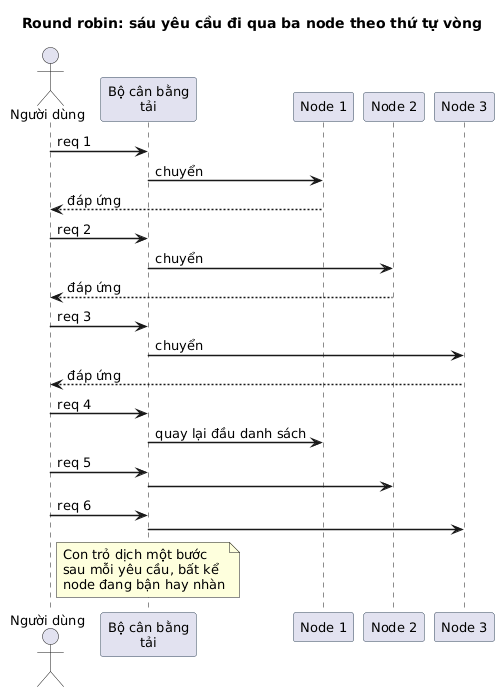 Round robin: sáu yêu cầu đi qua ba node theo thứ tự vòng
Người dùng
Bộ cân bằng
tải
Node 1
Node 2
Node 3
req 1
chuyển
đáp ứng
req 2
chuyển
đáp ứng
req 3
chuyển
đáp ứng
req 4
quay lại đầu danh sách
req 5
req 6
Con trỏ dịch một bước
sau mỗi yêu cầu, bất kể
node đang bận hay nhàn
Người dùng
Bộ cân bằng
tải
Node 1
Node 2
Node 3